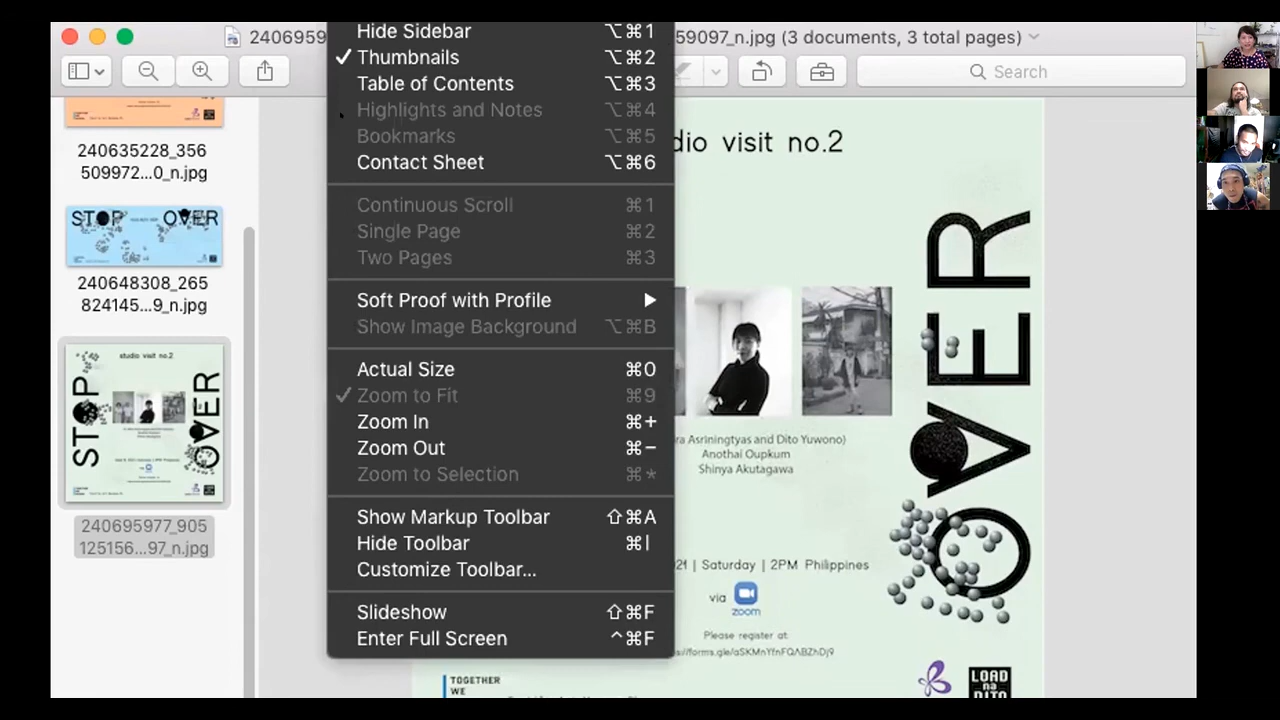 240695977_905125156...59097_n.jpg (3 documents, 3 total pages)
Search
240635228_356
509972...0_n.jpg
STOP OVER
240648308_265
824145...9_n.jpg
studio visit no.2
STOP
OVER
240695977_905
125156...97_n.jpg
Hide Sidebar ⌥⌘1
✓ Thumbnails ⌥⌘2
Table of Contents ⌥⌘3
Highlights and Notes ⌥⌘4
Bookmarks ⌥⌘5
Contact Sheet ⌥⌘6
Continuous Scroll ⌘1
Single Page ⌘2
Two Pages ⌘3
Soft Proof with Profile
Show Image Background ⌥⌘B
Actual Size ⌘0
✓ Zoom to Fit ⌘9
Zoom In ⌘+
Zoom Out ⌘−
Zoom to Selection ⌘*
Show Markup Toolbar ⇧⌘A
Hide Toolbar ⌘|
Customize Toolbar...
Slideshow ⇧⌘F
Enter Full Screen ^⌘F
dio visit no.2
OVER
ra Asriningtyas and Dito Yuwono)
Anothai Oupkum
Shinya Akutagawa
21 | Saturday | 2PM Philippines
via zoom
Please register at:
//forms.gle/aSKMnYfnFQABZhDj9
TOGETHER
WE
LOAD
na
DITO